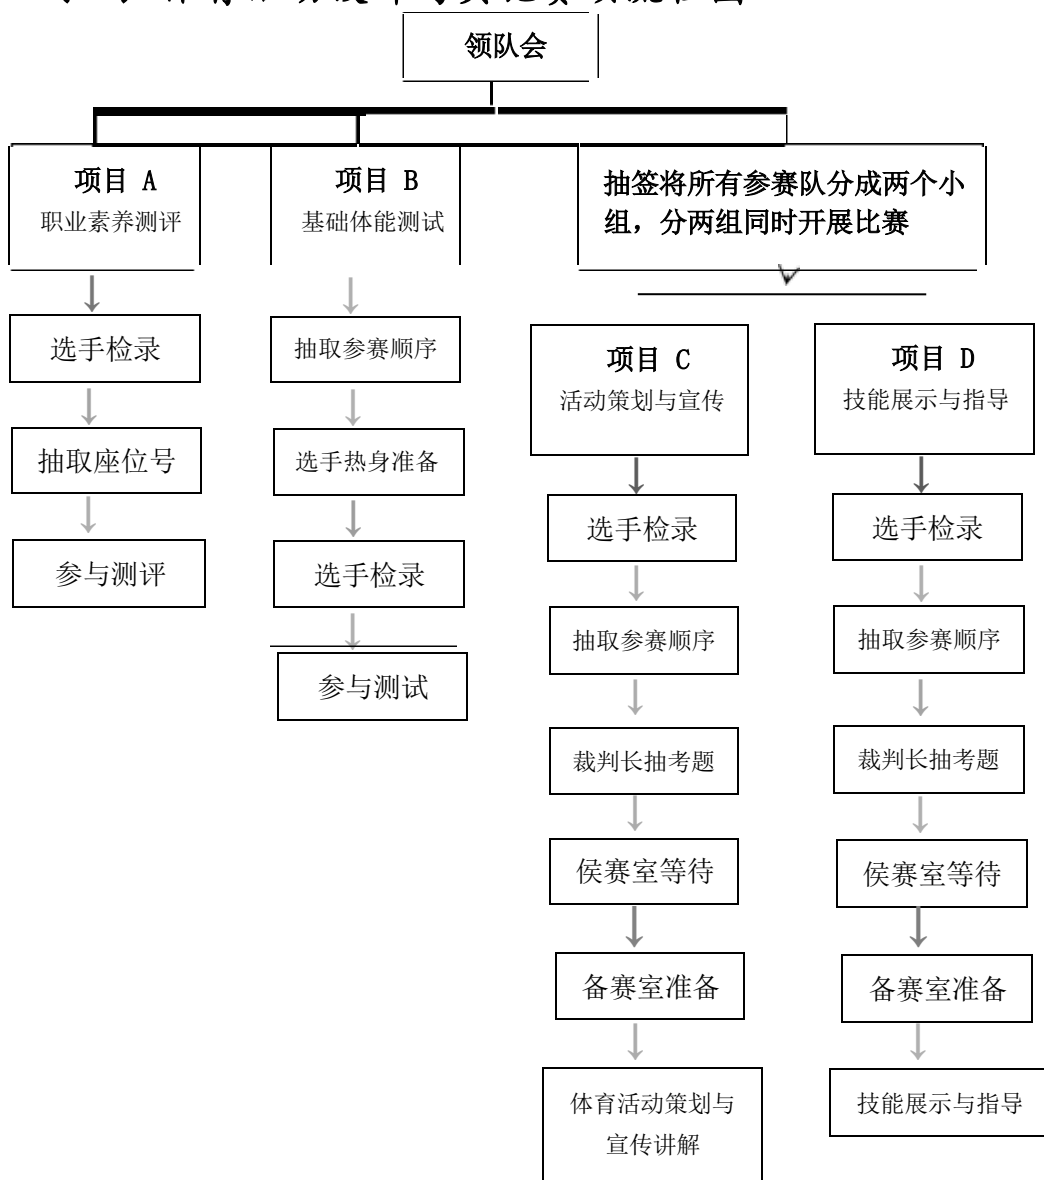 领队会
项目 A
职业素养测评
选手检录
抽取座位号
参与测评
项目 B
基础体能测试
抽取参赛顺序
选手热身准备
选手检录
参与测试
抽签将所有参赛队分成两个小
组，分两组同时开展比赛
项目 C
活动策划与宣传
选手检录
抽取参赛顺序
裁判长抽考题
侯赛室等待
备赛室准备
体育活动策划与
宣传讲解
项目 D
技能展示与指导
选手检录
抽取参赛顺序
裁判长抽考题
侯赛室等待
备赛室准备
技能展示与指导